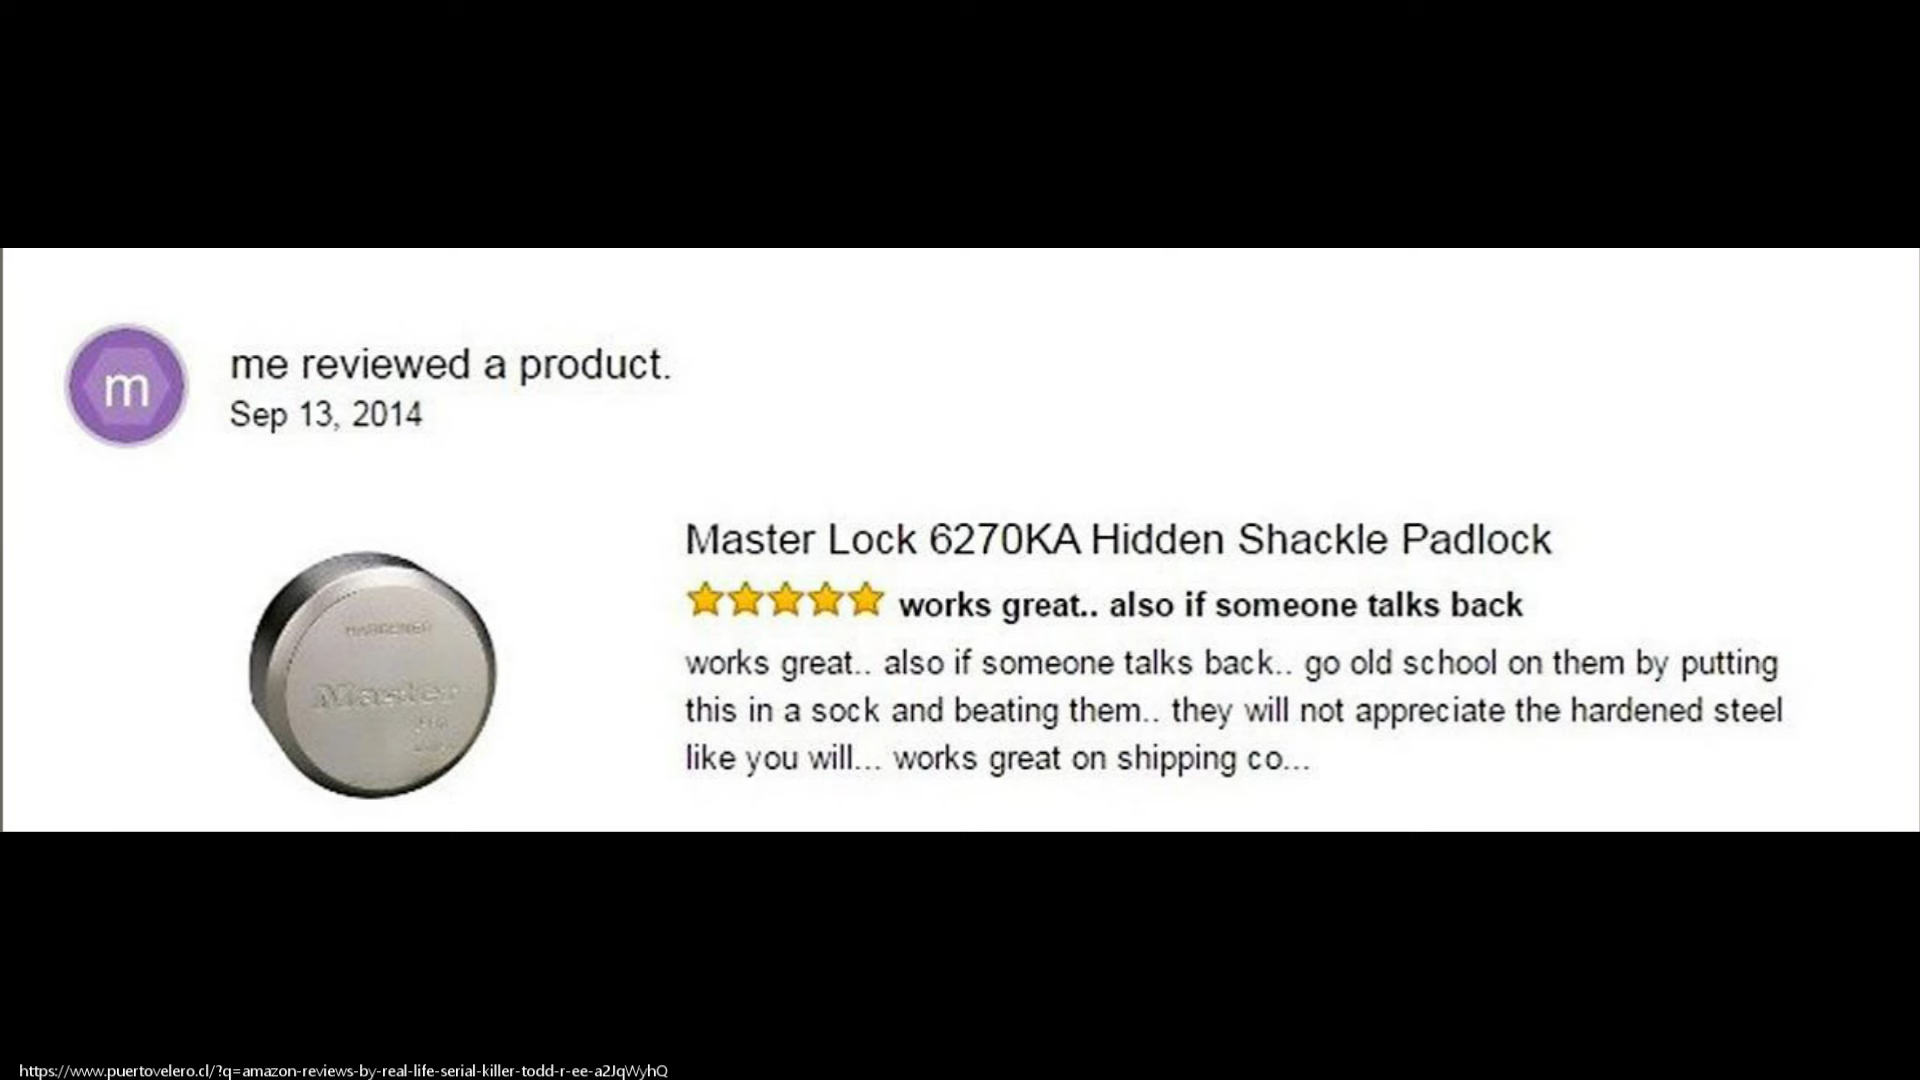 m
me reviewed a product.
Sep 13, 2014
HARDENED
Master
Master Lock 6270KA Hidden Shackle Padlock
works great.. also if someone talks back
works great.. also if someone talks back.. go old school on them by putting
this in a sock and beating them.. they will not appreciate the hardened steel
like you will... works great on shipping co...
https://www.puertovelero.cl/?q=amazon-reviews-by-real-life-serial-killer-todd-r-ee-a2JqWyhQ